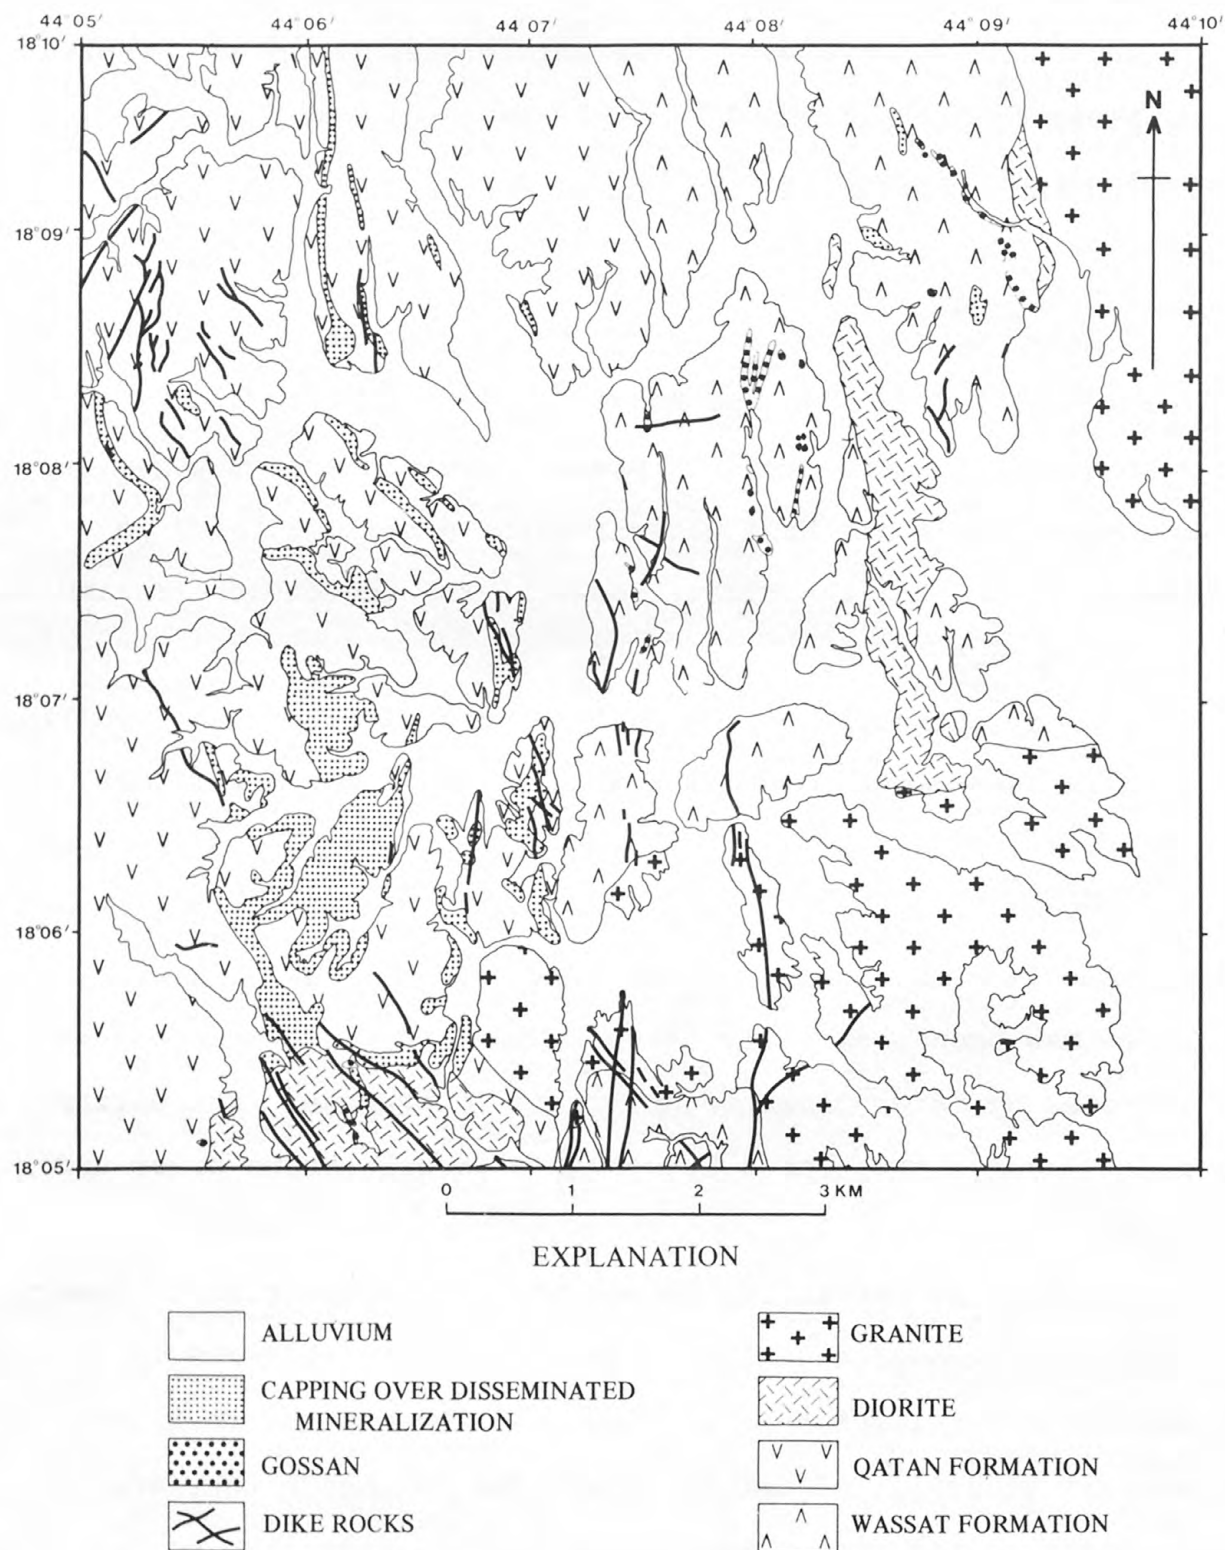 44°05′ 44°06′ 44°07′ 44°08′ 44°09′ 44°10′
18°10′
N
18°09′
18°08′
18°07′
18°06′
18°05′
0 1 2 3 KM
EXPLANATION
ALLUVIUM
CAPPING OVER DISSEMINATED
MINERALIZATION
GOSSAN
DIKE ROCKS
GRANITE
DIORITE
QATAN FORMATION
WASSAT FORMATION